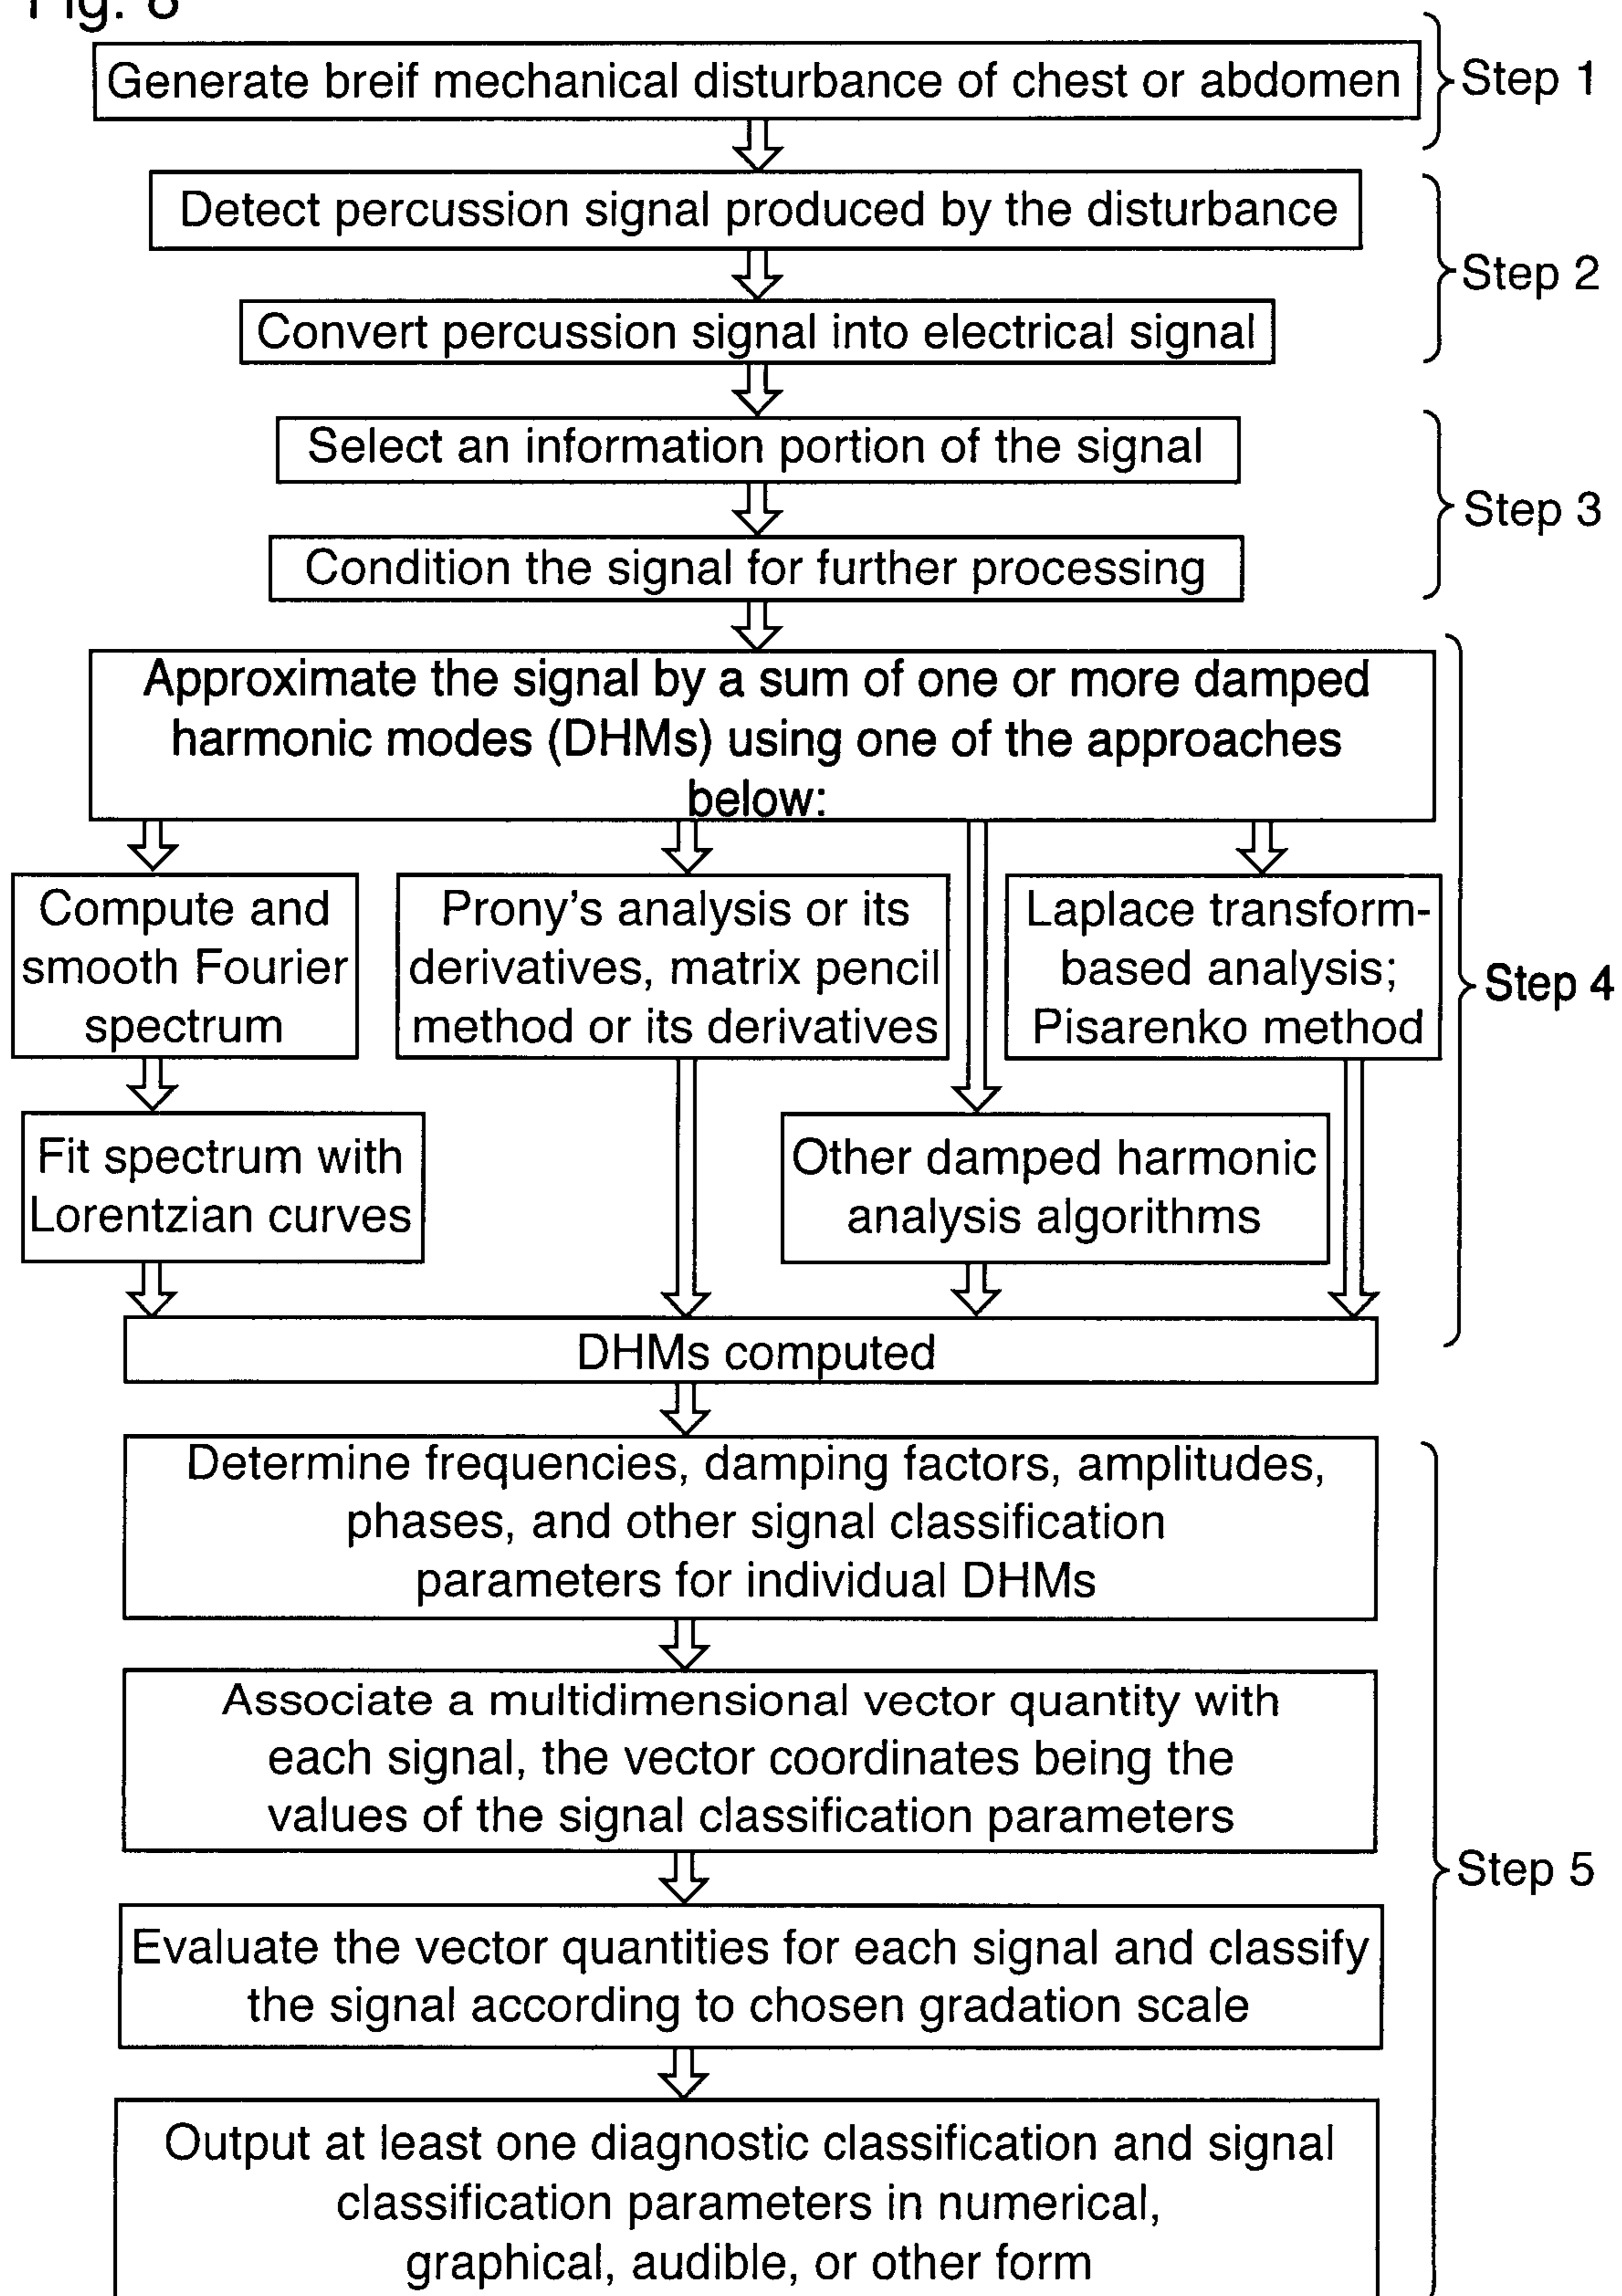 Fig. 8
Generate breif mechanical disturbance of chest or abdomen
Step 1
Detect percussion signal produced by the disturbance
Convert percussion signal into electrical signal
Step 2
Select an information portion of the signal
Condition the signal for further processing
Step 3
Approximate the signal by a sum of one or more damped
harmonic modes (DHMs) using one of the approaches
below:
Compute and
smooth Fourier
spectrum
Prony's analysis or its
derivatives, matrix pencil
method or its derivatives
Laplace transform-
based analysis;
Pisarenko method
Step 4
Fit spectrum with
Lorentzian curves
Other damped harmonic
analysis algorithms
DHMs computed
Determine frequencies, damping factors, amplitudes,
phases, and other signal classification
parameters for individual DHMs
Associate a multidimensional vector quantity with
each signal, the vector coordinates being the
values of the signal classification parameters
Step 5
Evaluate the vector quantities for each signal and classify
the signal according to chosen gradation scale
Output at least one diagnostic classification and signal
classification parameters in numerical,
graphical, audible, or other form